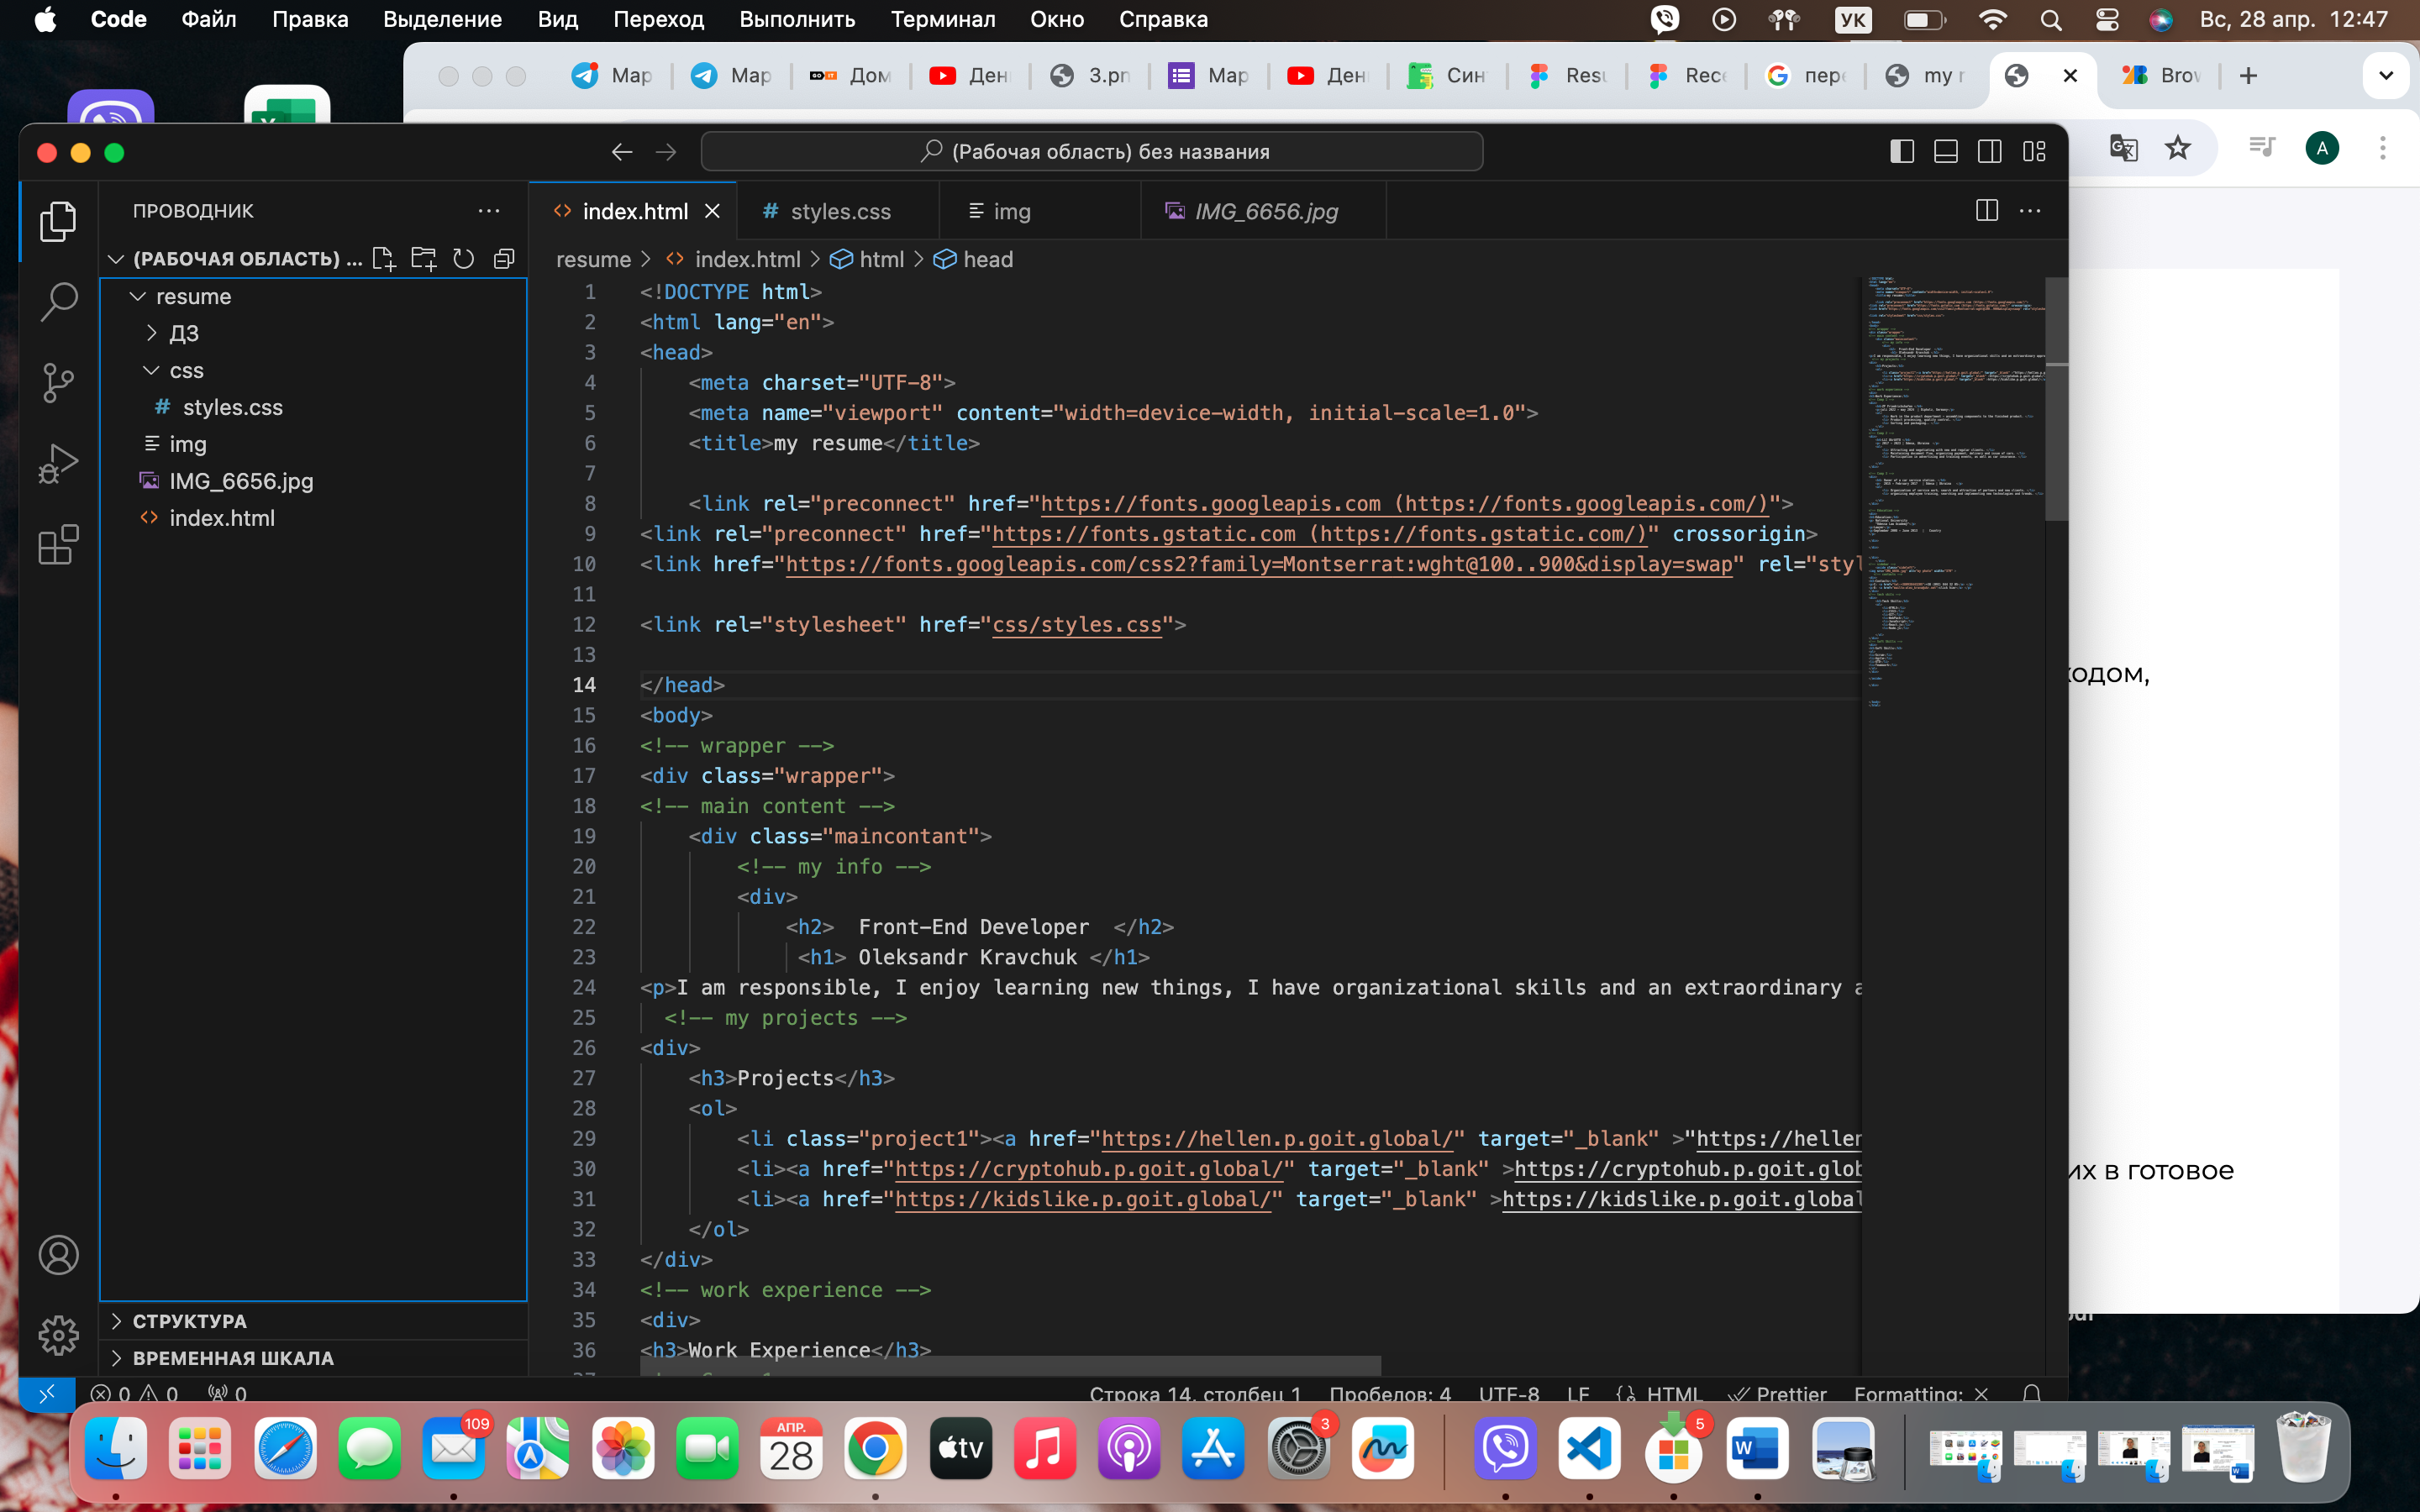 Code Файл Правка Выделение Вид Переход Выполнить Терминал Окно Справка УК Вс, 28 апр. 12:47
Мар Мар GO IT Дом Ден 3.pr Мар Ден Син Rest Rece пере my r Brov
(Рабочая область) без названия
A
ПРОВОДНИК
index.html
styles.css
img
IMG_6656.jpg
(РАБОЧАЯ ОБЛАСТЬ) ...
resume > index.html > html > head
resume
ДЗ
css
styles.css
img
IMG_6656.jpg
index.html
1 <!DOCTYPE html>
2 <html lang="en">
3 <head>
4 <meta charset="UTF-8">
5 <meta name="viewport" content="width=device-width, initial-scale=1.0">
6 <title>my resume</title>
7
8 <link rel="preconnect" href="https://fonts.googleapis.com (https://fonts.googleapis.com/)">
9 <link rel="preconnect" href="https://fonts.gstatic.com (https://fonts.gstatic.com/)" crossorigin>
10 <link href="https://fonts.googleapis.com/css2?family=Montserrat:wght@100..900&display=swap" rel="styl
11
12 <link rel="stylesheet" href="css/styles.css">
13
14 </head>
15 <body>
16 <!-- wrapper -->
17 <div class="wrapper">
18 <!-- main content -->
19 <div class="maincontant">
20 <!-- my info -->
21 <div>
22 <h2> Front-End Developer </h2>
23 <h1> Oleksandr Kravchuk </h1>
24 <p>I am responsible, I enjoy learning new things, I have organizational skills and an extraordinary a
25 <!-- my projects -->
26 <div>
27 <h3>Projects</h3>
28 <ol>
29 <li class="project1"><a href="https://hellen.p.goit.global/" target="_blank" >"https://hellen
30 <li><a href="https://cryptohub.p.goit.global/" target="_blank" >https://cryptohub.p.goit.glob
31 <li><a href="https://kidslike.p.goit.global/" target="_blank" >https://kidslike.p.goit.global
32 </ol>
33 </div>
34 <!-- work experience -->
35 <div>
36 <h3>Work Experience</h3>
ходом,
их в готовое
СТРУКТУРА
ВРЕМЕННАЯ ШКАЛА
0 0 0 Строка 14, столбец 1 Пробелов: 4 UTF-8 LF HTML Prettier Formatting: ×
109 АПР. 28 tv 3 5 W